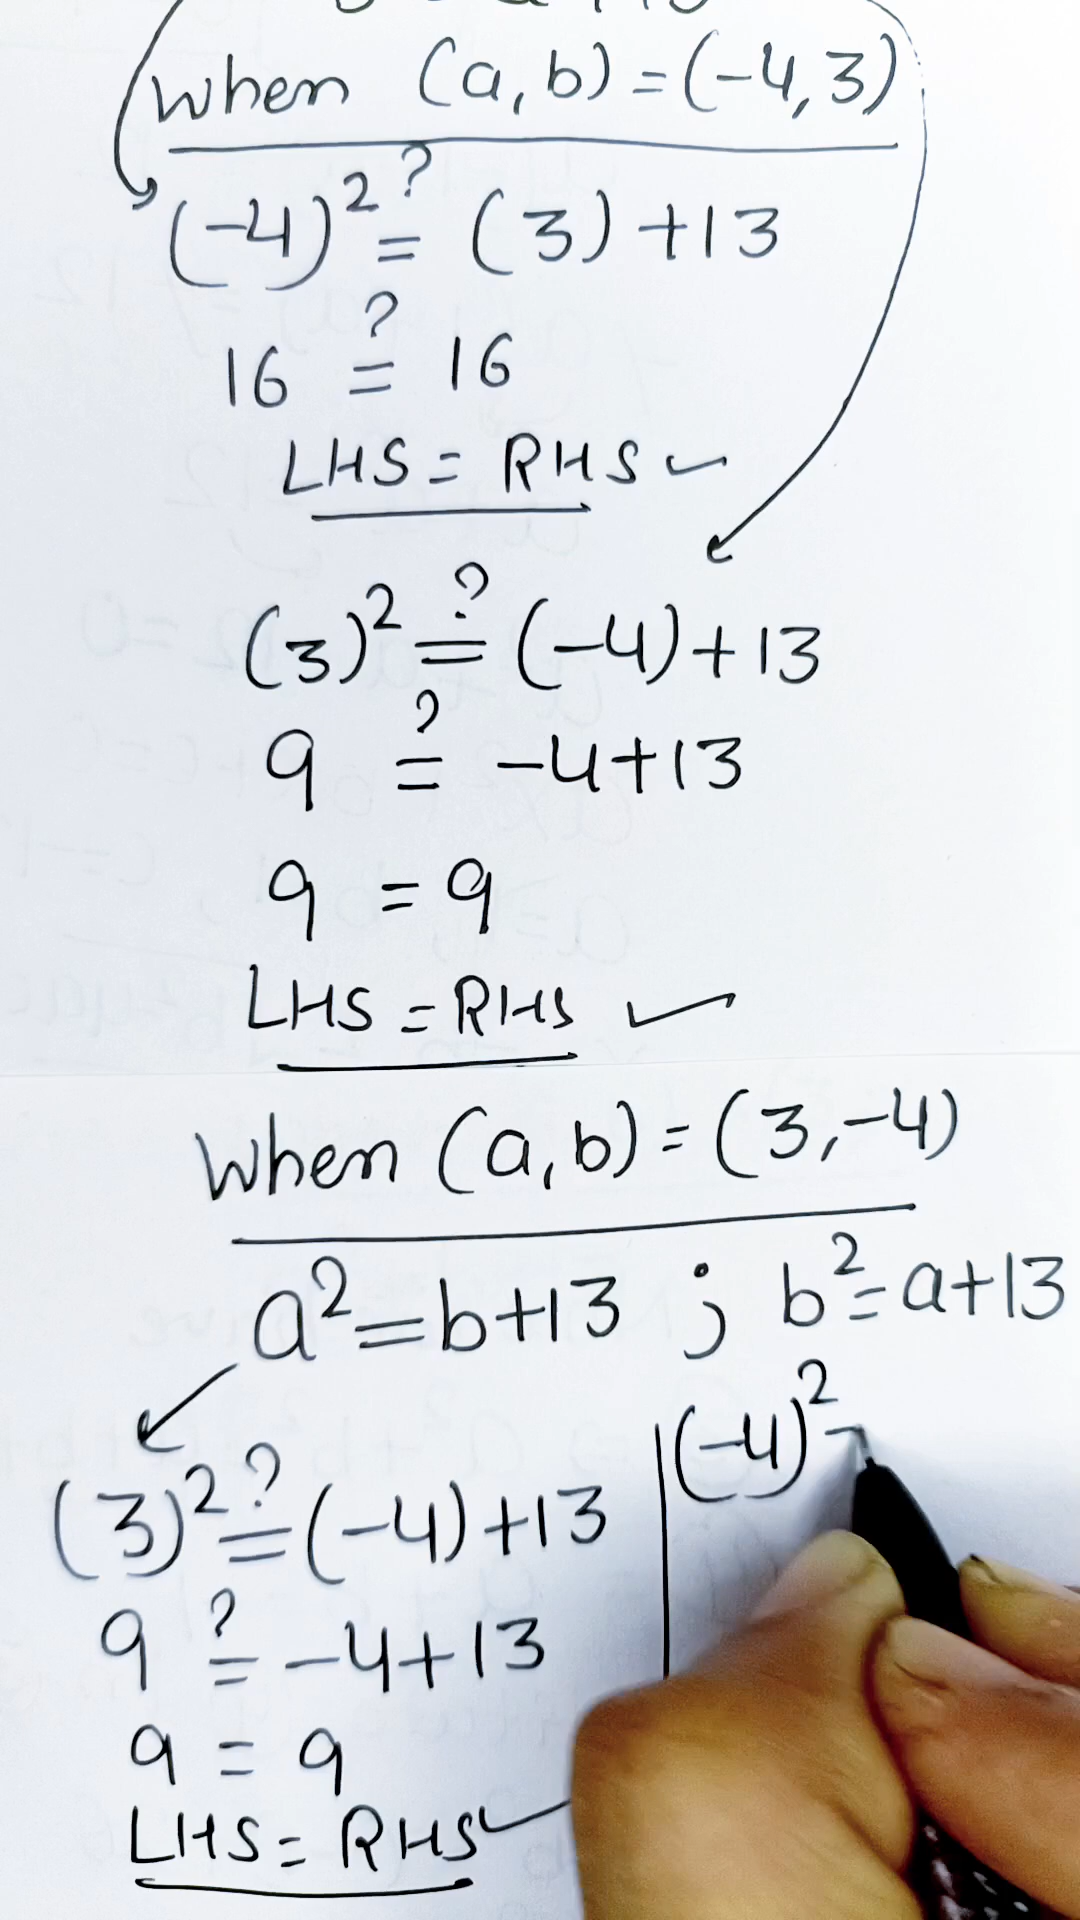 When (a, b) = (-4, 3)
(-4)² ?= (3) + 13
16 ?= 16
LHS = RHS ✓
(3)² ?= (-4) + 13
9 ?= -4 + 13
9 = 9
LHS = RHS ✓
When (a, b) = (3, -4)
a² = b + 13 ; b² = a + 13
(3)² ?= (-4) + 13
9 ?= -4 + 13
9 = 9
LHS = RHS ✓
(-4)²